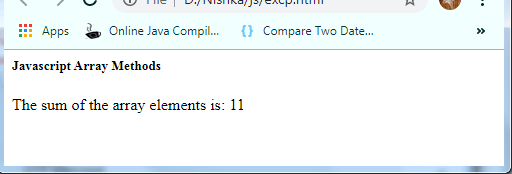 File | D:/Nishka/Js/excp.html
Apps Online Java Compil... {} Compare Two Date... »
Javascript Array Methods
The sum of the array elements is: 11